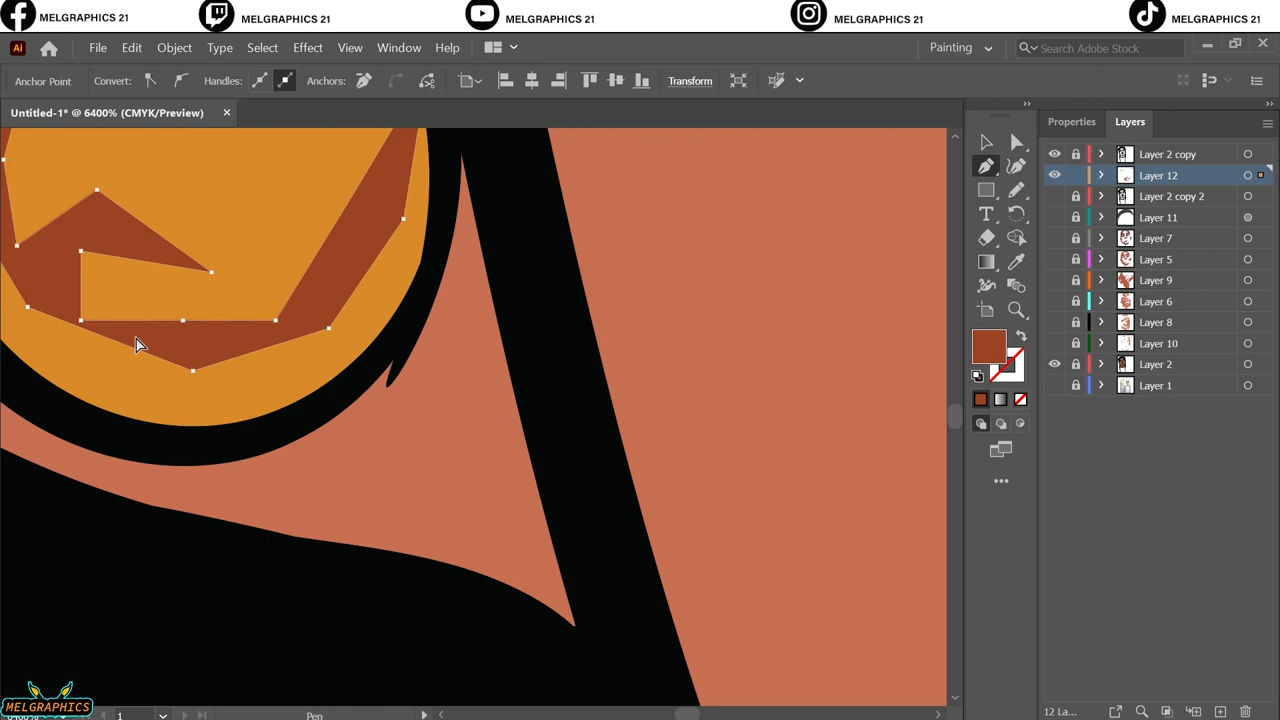 MELGRAPHICS 21 MELGRAPHICS 21 MELGRAPHICS 21 MELGRAPHICS 21 MELGRAPHICS 21
Ai File Edit Object Type Select Effect View Window Help Painting Search Adobe Stock
Anchor Point Convert: Handles: Anchors: Transform
Untitled-1* @ 6400% (CMYK/Preview)
Properties Layers
Layer 2 copy
Layer 12
Layer 2 copy 2
Layer 11
Layer 7
Layer 5
Layer 9
Layer 6
Layer 8
Layer 10
Layer 2
Layer 1
MELGRAPHICS
1 Pen 12 La...